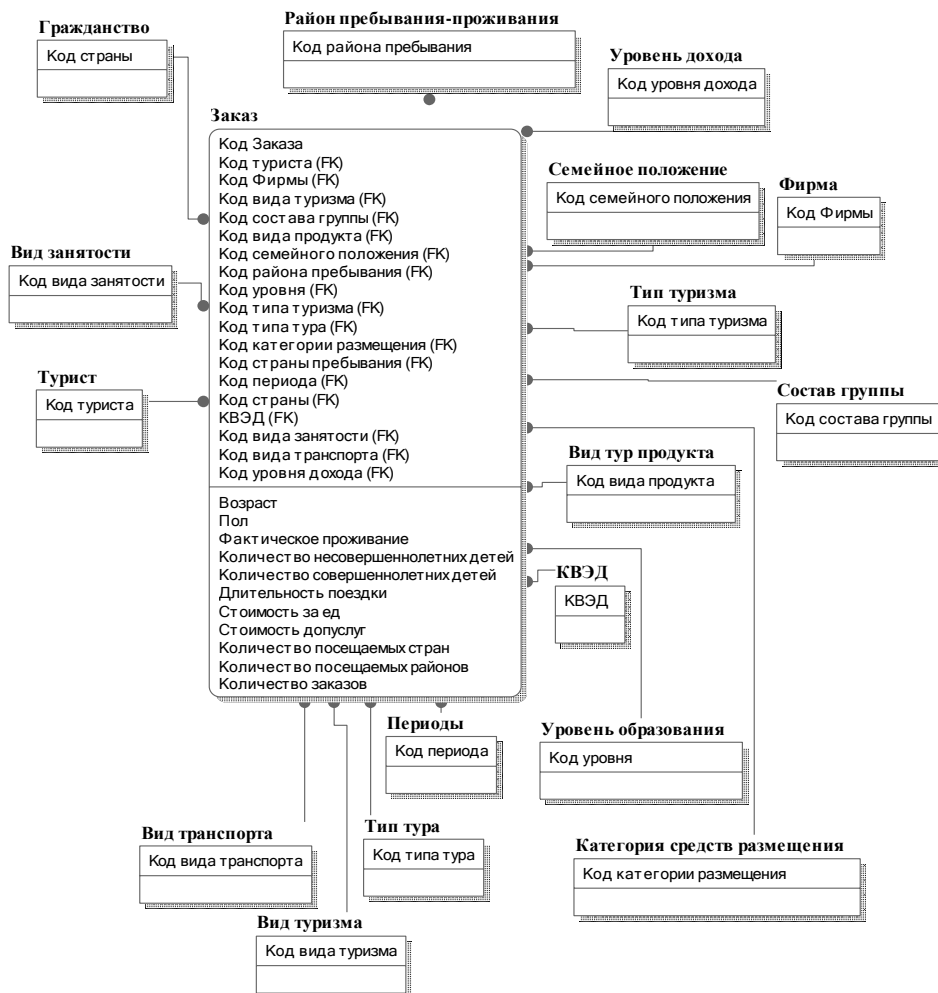 Гражданство
Код страны
Район пребывания-проживания
Код района пребывания
Уровень дохода
Код уровня дохода
Заказ
Код Заказа
Код туриста (FK)
Код Фирмы (FK)
Код вида туризма (FK)
Код состава группы (FK)
Код вида продукта (FK)
Код семейного положения (FK)
Код района пребывания (FK)
Код уровня (FK)
Код типа туризма (FK)
Код типа тура (FK)
Код категории размещения (FK)
Код страны пребывания (FK)
Код периода (FK)
Код страны (FK)
КВЭД (FK)
Код вида занятости (FK)
Код вида транспорта (FK)
Код уровня дохода (FK)
Возраст
Пол
Фактическое проживание
Количество несовершеннолетних детей
Количество совершеннолетних детей
Длительность поездки
Стоимость за ед
Стоимость допуслуг
Количество посещаемых стран
Количество посещаемых районов
Количество заказов
Семейное положение
Код семейного положения
Фирма
Код Фирмы
Вид занятости
Код вида занятости
Тип туризма
Код типа туризма
Турист
Код туриста
Состав группы
Код состава группы
Вид тур продукта
Код вида продукта
КВЭД
КВЭД
Периоды
Код периода
Уровень образования
Код уровня
Вид транспорта
Код вида транспорта
Тип тура
Код типа тура
Категория средств размещения
Код категории размещения
Вид туризма
Код вида туризма